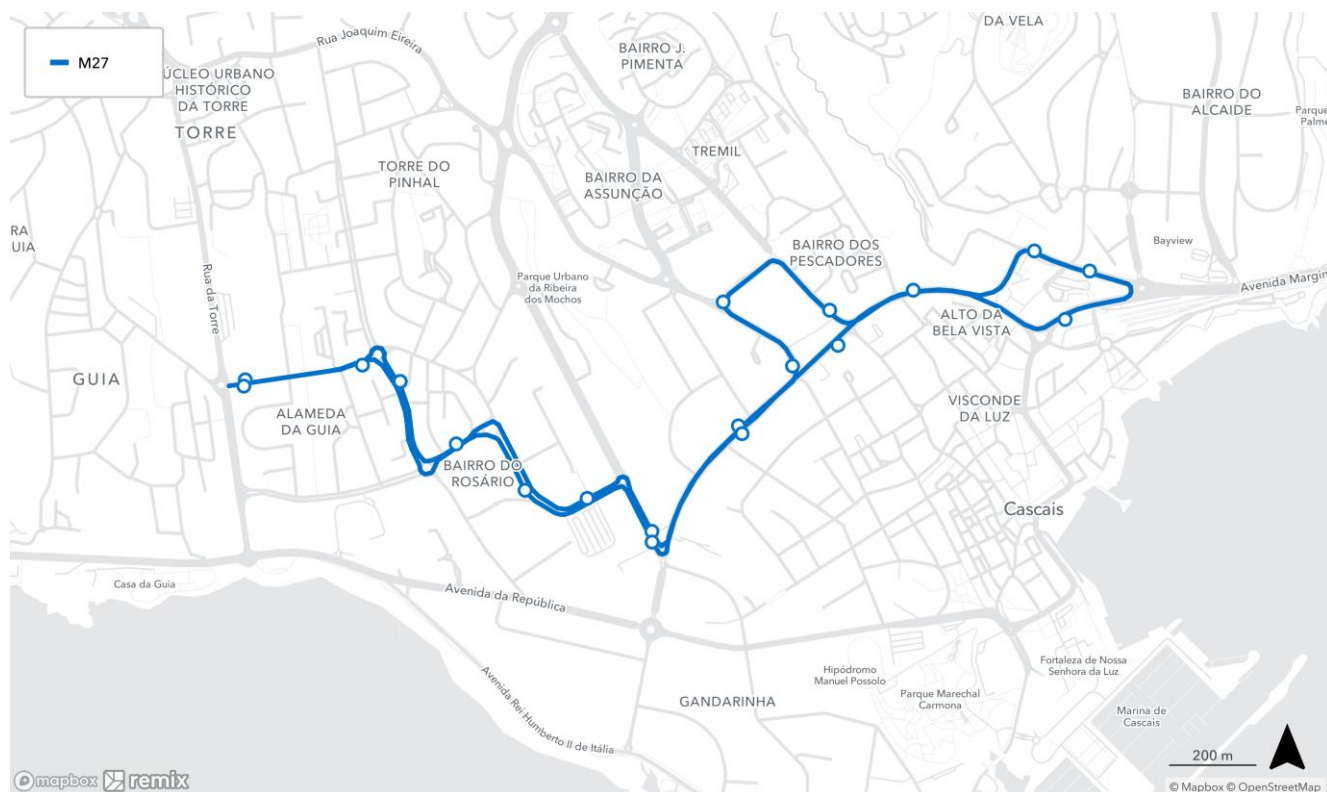 M27
DA VELA
Rua Joaquim Eireira
BAIRRO J.
PIMENTA
ÚCLEO URBANO
HISTÓRICO
DA TORRE
TORRE
BAIRRO DO
ALCAIDE
Parque
Palme
TREMIL
TORRE DO
PINHAL
BAIRRO DA
ASSUNÇÃO
RA
UIA
BAIRRO DOS
PESCADORES
Bayview
Rua da Torre
Parque Urbano
da Ribeira
dos Mochos
Avenida Margin
ALTO DA
BELA VISTA
GUIA
ALAMEDA
DA GUIA
VISCONDE
DA LUZ
BAIRRO DO
ROSÁRIO
Cascais
Casa da Guia
Avenida da República
Avenida Rei Humberto II de Itália
Hipódromo
Manuel Possolo
Fortaleza de Nossa
Senhora da Luz
Parque Marechal
Carmona
GANDARINHA
Marina de
Cascais
200 m
mapbox remix
© Mapbox © OpenStreetMap